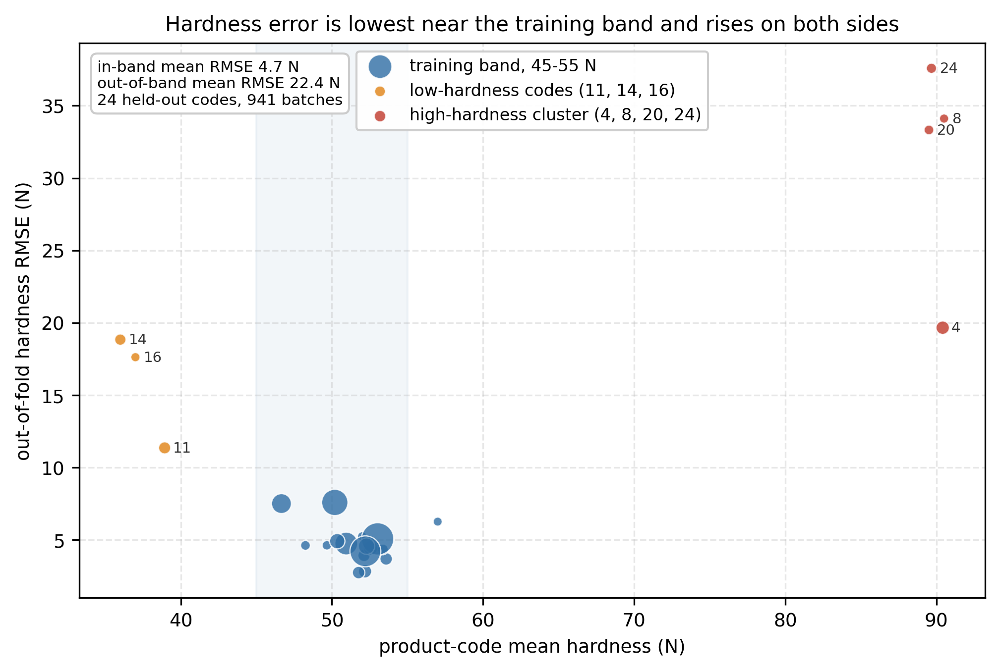 Hardness error is lowest near the training band and rises on both sides
in-band mean RMSE 4.7 N
out-of-band mean RMSE 22.4 N
24 held-out codes, 941 batches
training band, 45-55 N
low-hardness codes (11, 14, 16)
high-hardness cluster (4, 8, 20, 24)
24
8
20
4
14
16
11
out-of-fold hardness RMSE (N)
35
30
25
20
15
10
5
40 50 60 70 80 90
product-code mean hardness (N)